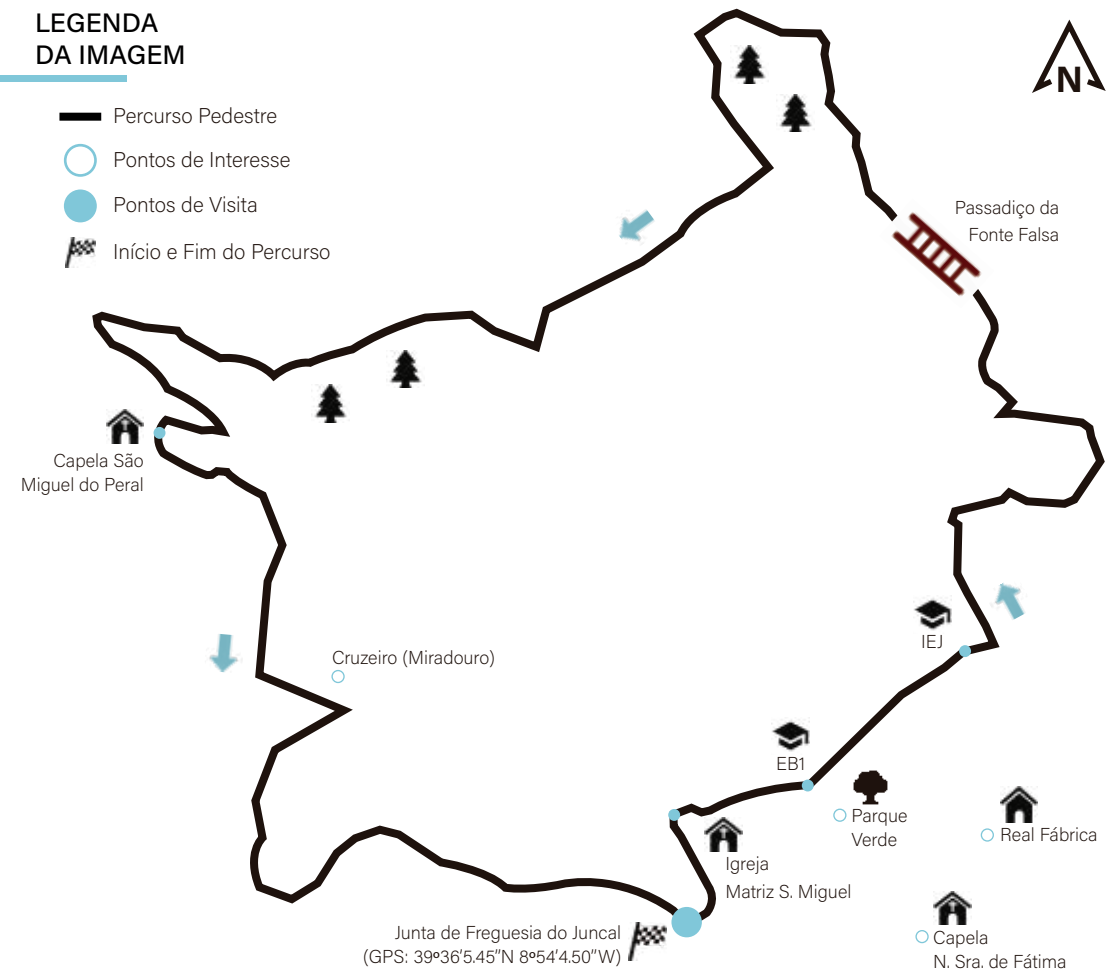 LEGENDA
DA IMAGEM
Percurso Pedestre
Pontos de Interesse
Pontos de Visita
Início e Fim do Percurso
N
Passadiço da
Fonte Falsa
Capela São
Miguel do Peral
Cruzeiro (Miradouro)
IEJ
EB1
Parque
Verde
Real Fábrica
Igreja
Matriz S. Miguel
Junta de Freguesia do Juncal
(GPS: 39º36'5.45"N 8º54'4.50"W)
Capela
N. Sra. de Fátima